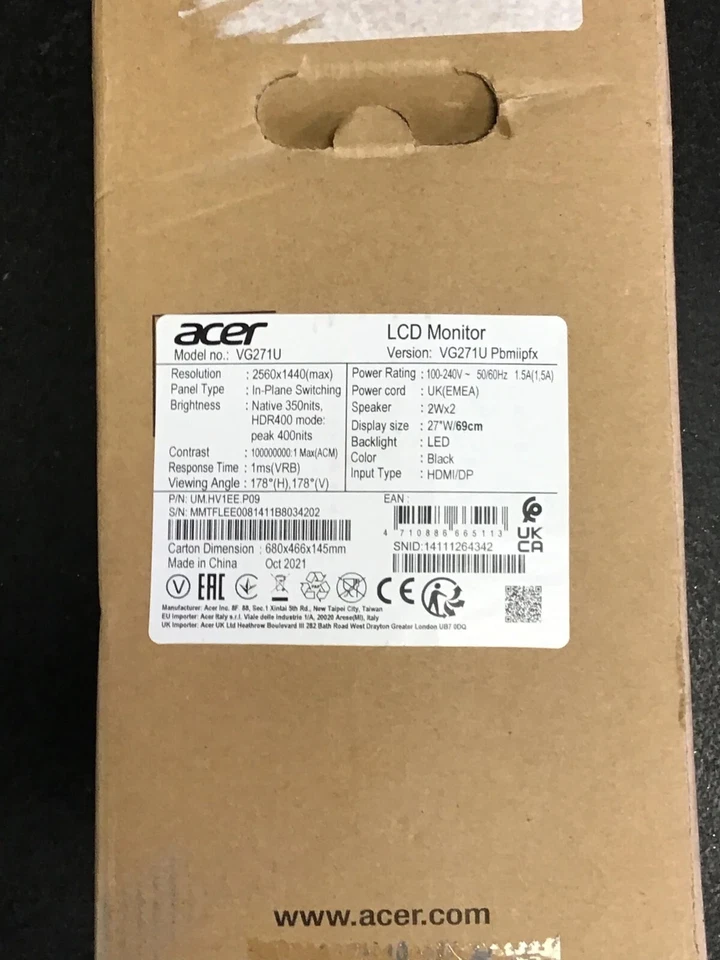 acer
LCD Monitor
Model no.: VG271U
Version: VG271U Pbmiipfx
Resolution : 2560x1440(max)
Panel Type : In-Plane Switching
Brightness : Native 350nits,
HDR400 mode:
peak 400nits
Contrast : 100000000:1 Max(ACM)
Response Time : 1ms(VRB)
Viewing Angle : 178°(H),178°(V)
Power Rating : 100-240V ~ 50/60Hz 1.5A(1,5A)
Power cord : UK(EMEA)
Speaker : 2Wx2
Display size : 27"W/69cm
Backlight : LED
Color : Black
Input Type : HDMI/DP
P/N: UM.HV1EE.P09
S/N: MMTFLEE0081411B8034202
EAN :
4 710886 665113
SNID:14111264342
UK
CA
Carton Dimension : 680x466x145mm
Made in China Oct 2021
V EAC CE
Manufacturer: Acer Inc. 8F. 88, Sec.1 Xintai 5th Rd., New Taipei City, Taiwan
EU Importer: Acer Italy s.r.l. Viale delle Industrie 1/A, 20020 Arese(MI), Italy
UK Importer: Acer UK Ltd Heathrow Boulevard III 282 Bath Road West Drayton Greater London UB7 0DQ
www.acer.com